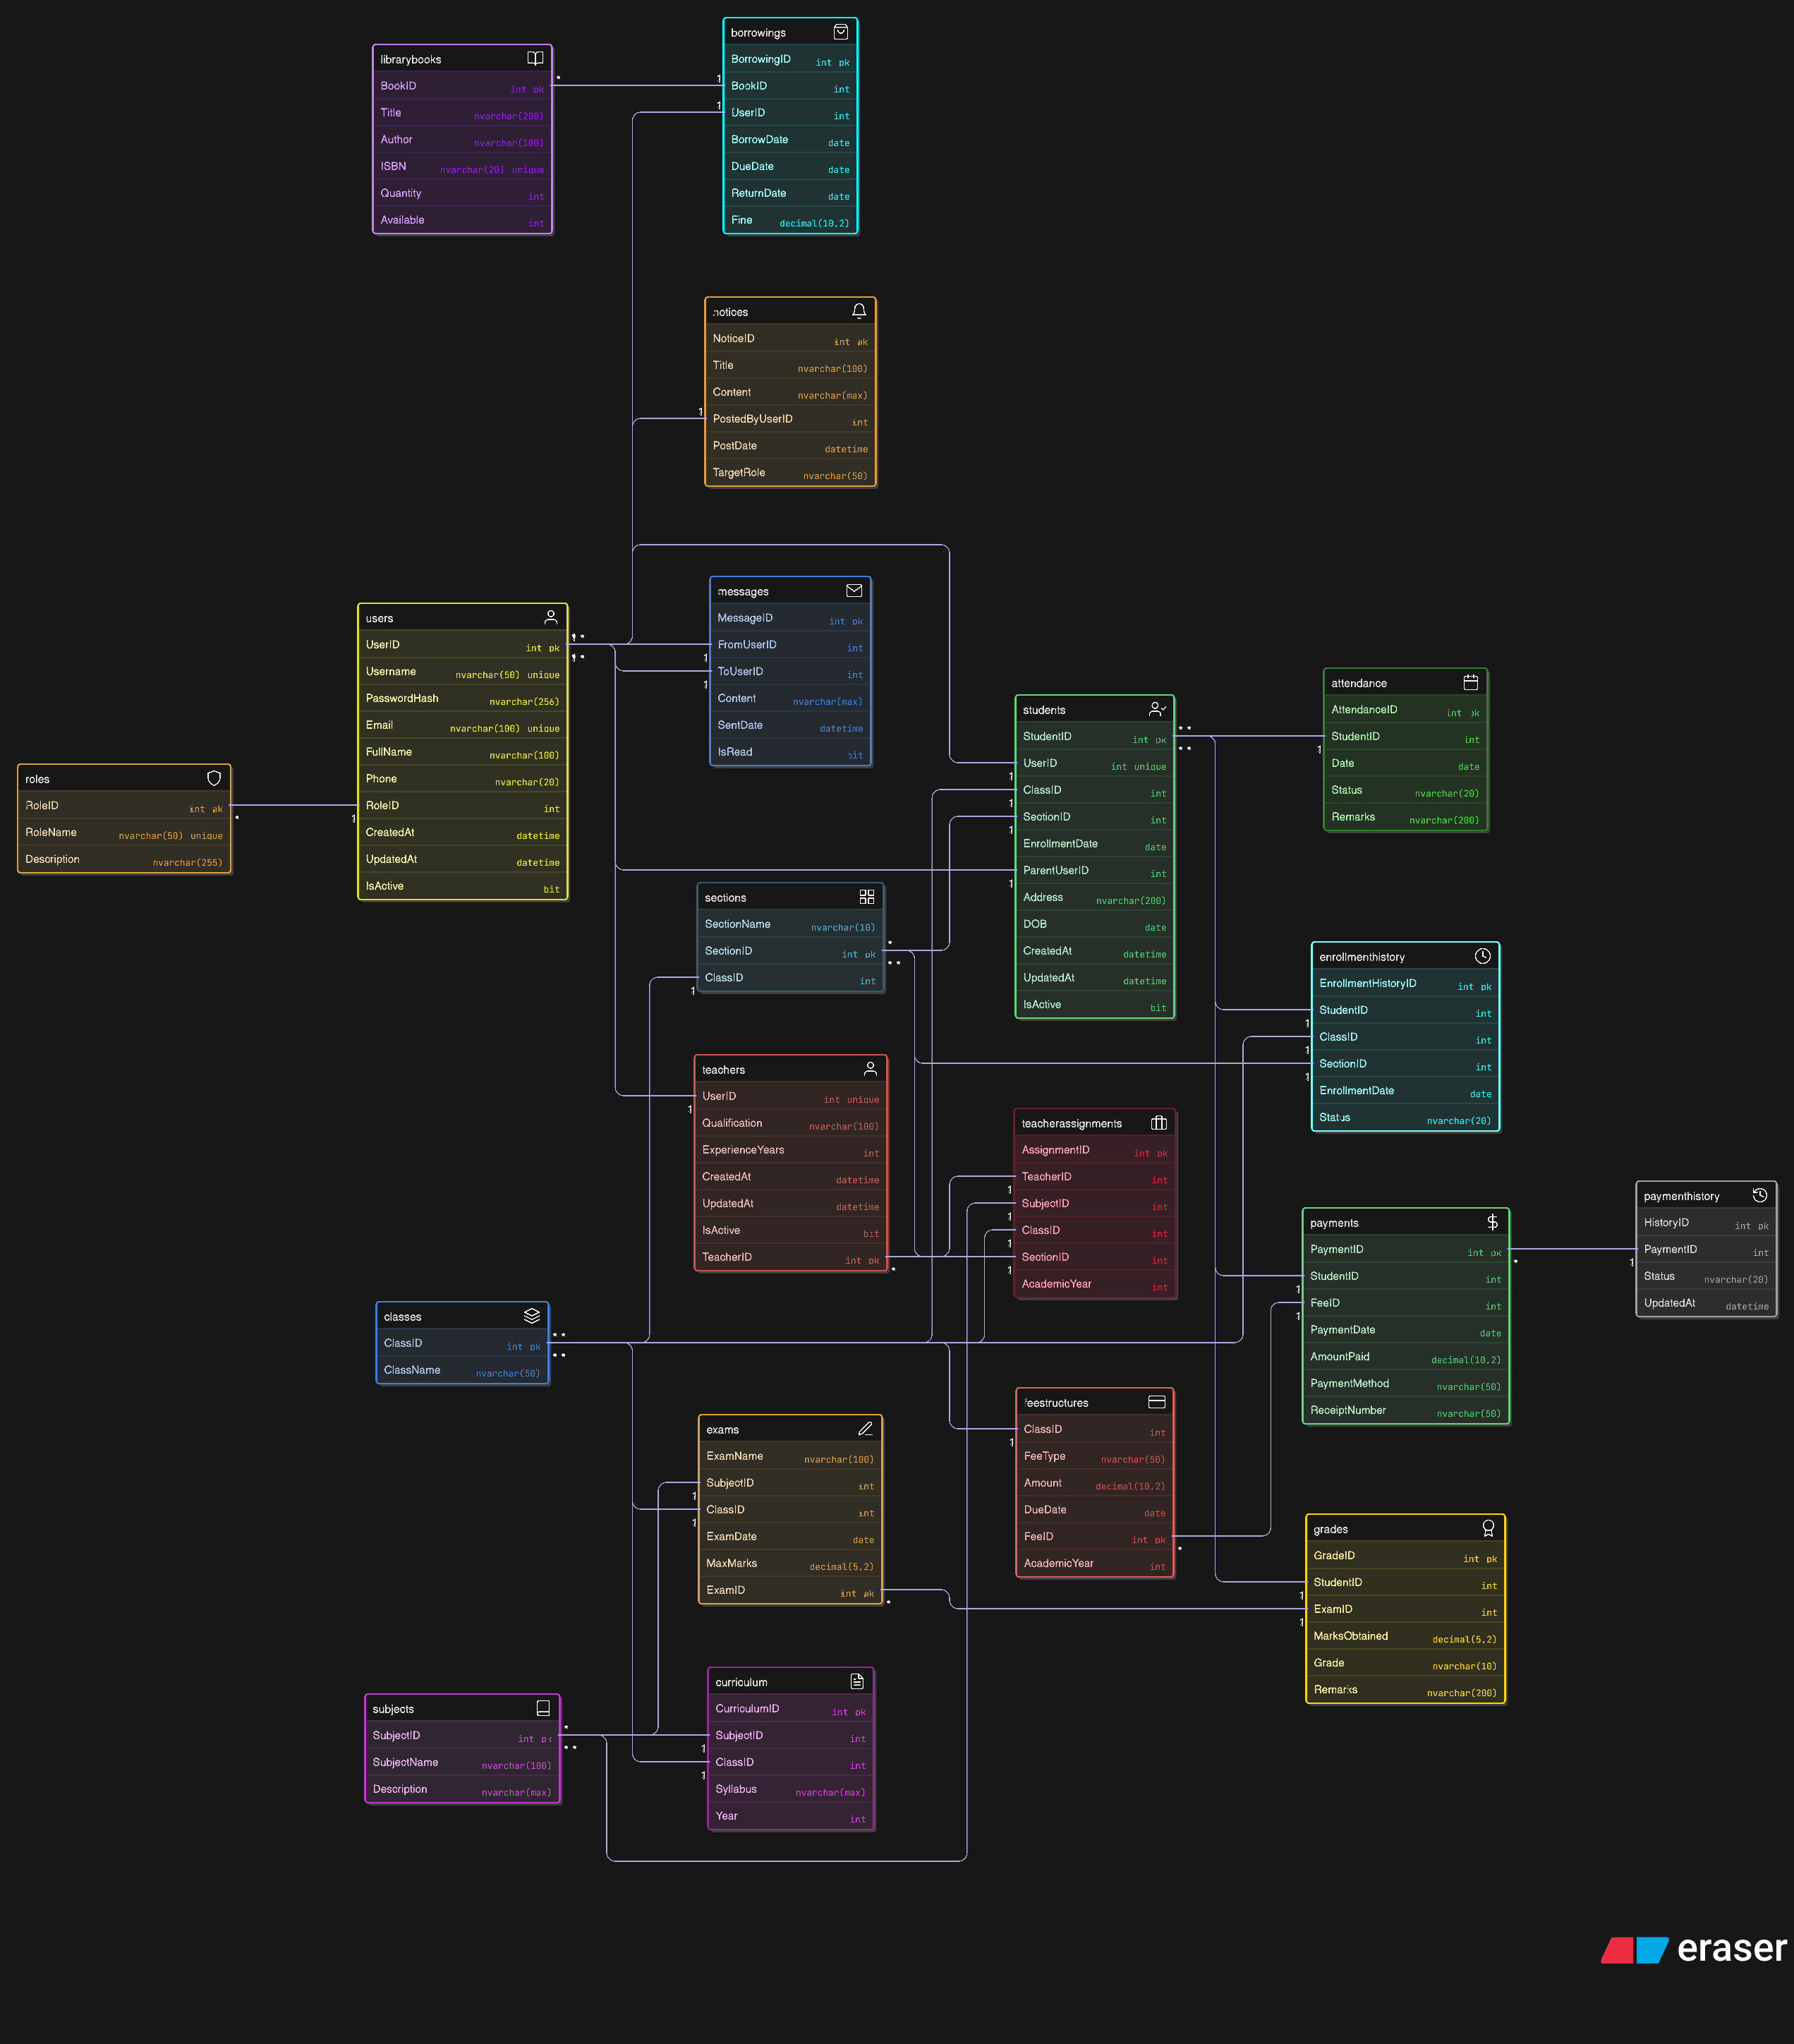 borrowings
BorrowingID int pk
BookID int
UserID int
BorrowDate date
DueDate date
ReturnDate date
Fine decimal(10,2)
librarybooks
BookID int pk
Title nvarchar(200)
Author nvarchar(100)
ISBN nvarchar(20) unique
Quantity int
Available int
notices
NoticeID int pk
Title nvarchar(100)
Content nvarchar(max)
PostedByUserID int
PostDate datetime
TargetRole nvarchar(50)
messages
MessageID int pk
FromUserID int
ToUserID int
Content nvarchar(max)
SentDate datetime
IsRead bit
users
UserID int pk
Username nvarchar(50) unique
PasswordHash nvarchar(256)
Email nvarchar(100) unique
FullName nvarchar(100)
Phone nvarchar(20)
RoleID int
CreatedAt datetime
UpdatedAt datetime
IsActive bit
roles
RoleID int pk
RoleName nvarchar(50) unique
Description nvarchar(255)
students
StudentID int pk
UserID int unique
ClassID int
SectionID int
EnrollmentDate date
ParentUserID int
Address nvarchar(200)
DOB date
CreatedAt datetime
UpdatedAt datetime
IsActive bit
attendance
AttendanceID int pk
StudentID int
Date date
Status nvarchar(20)
Remarks nvarchar(200)
sections
SectionName nvarchar(10)
SectionID int pk
ClassID int
enrollmenthistory
EnrollmentHistoryID int pk
StudentID int
ClassID int
SectionID int
EnrollmentDate date
Status nvarchar(20)
teachers
UserID int unique
Qualification nvarchar(100)
ExperienceYears int
CreatedAt datetime
UpdatedAt datetime
IsActive bit
TeacherID int pk
teacherassignments
AssignmentID int pk
TeacherID int
SubjectID int
ClassID int
SectionID int
AcademicYear int
payments
PaymentID int pk
StudentID int
FeeID int
PaymentDate date
AmountPaid decimal(10,2)
PaymentMethod nvarchar(50)
ReceiptNumber nvarchar(50)
paymenthistory
HistoryID int pk
PaymentID int
Status nvarchar(20)
UpdatedAt datetime
classes
ClassID int pk
ClassName nvarchar(50)
feestructures
ClassID int
FeeType nvarchar(50)
Amount decimal(10,2)
DueDate date
FeeID int pk
AcademicYear int
exams
ExamName nvarchar(100)
SubjectID int
ClassID int
ExamDate date
MaxMarks decimal(5,2)
ExamID int pk
grades
GradeID int pk
StudentID int
ExamID int
MarksObtained decimal(5,2)
Grade nvarchar(10)
Remarks nvarchar(200)
curriculum
CurriculumID int pk
SubjectID int
ClassID int
Syllabus nvarchar(max)
Year int
subjects
SubjectID int pk
SubjectName nvarchar(100)
Description nvarchar(max)
eraser